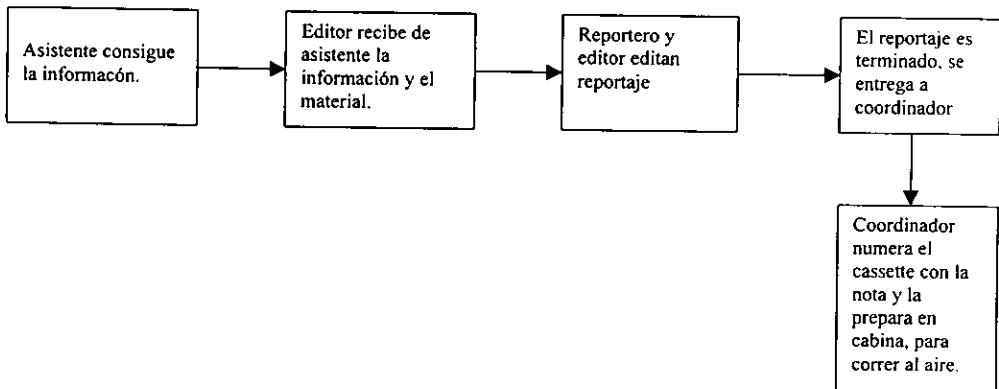 Asistente consigue
la informacón.
Editor recibe de
asistente la
información y el
material.
Reportero y
editor editan
reportaje
El reportaje es
terminado, se
entrega a
coordinador
Coordinador
numera el
cassette con la
nota y la
prepara en
cabina, para
correr al aire.